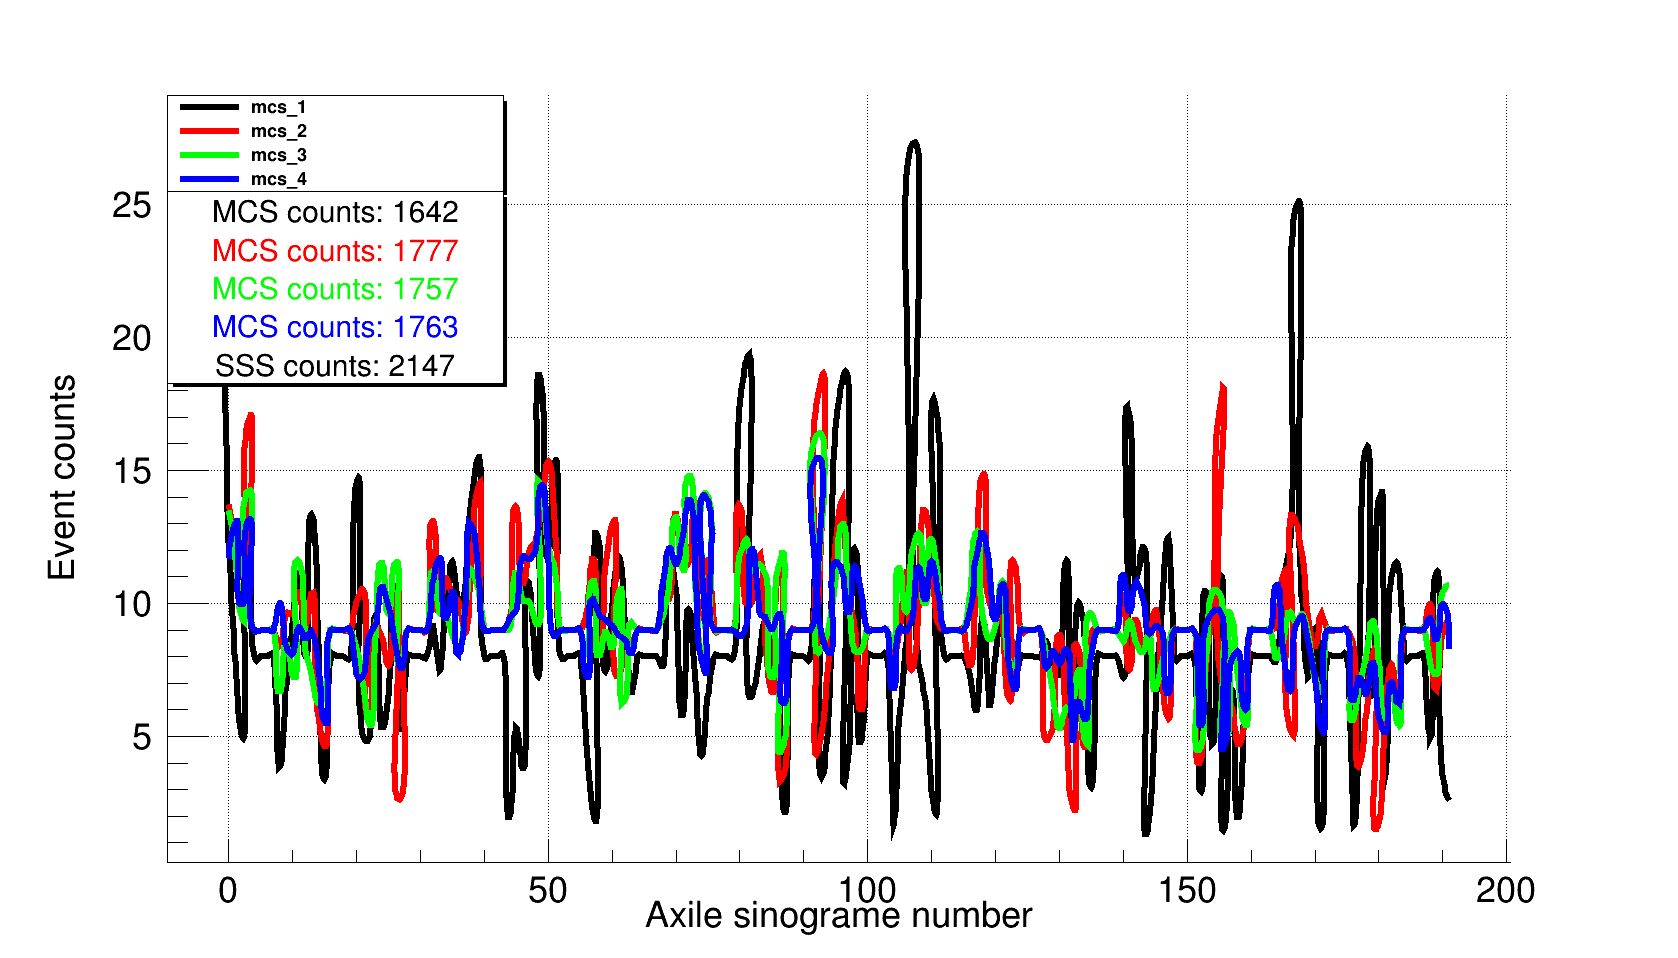 mcs_1
mcs_2
mcs_3
mcs_4
MCS counts: 1642
MCS counts: 1777
MCS counts: 1757
MCS counts: 1763
SSS counts: 2147
25
20
15
10
5
Event counts
0 50 100 150 200
Axile sinograme number